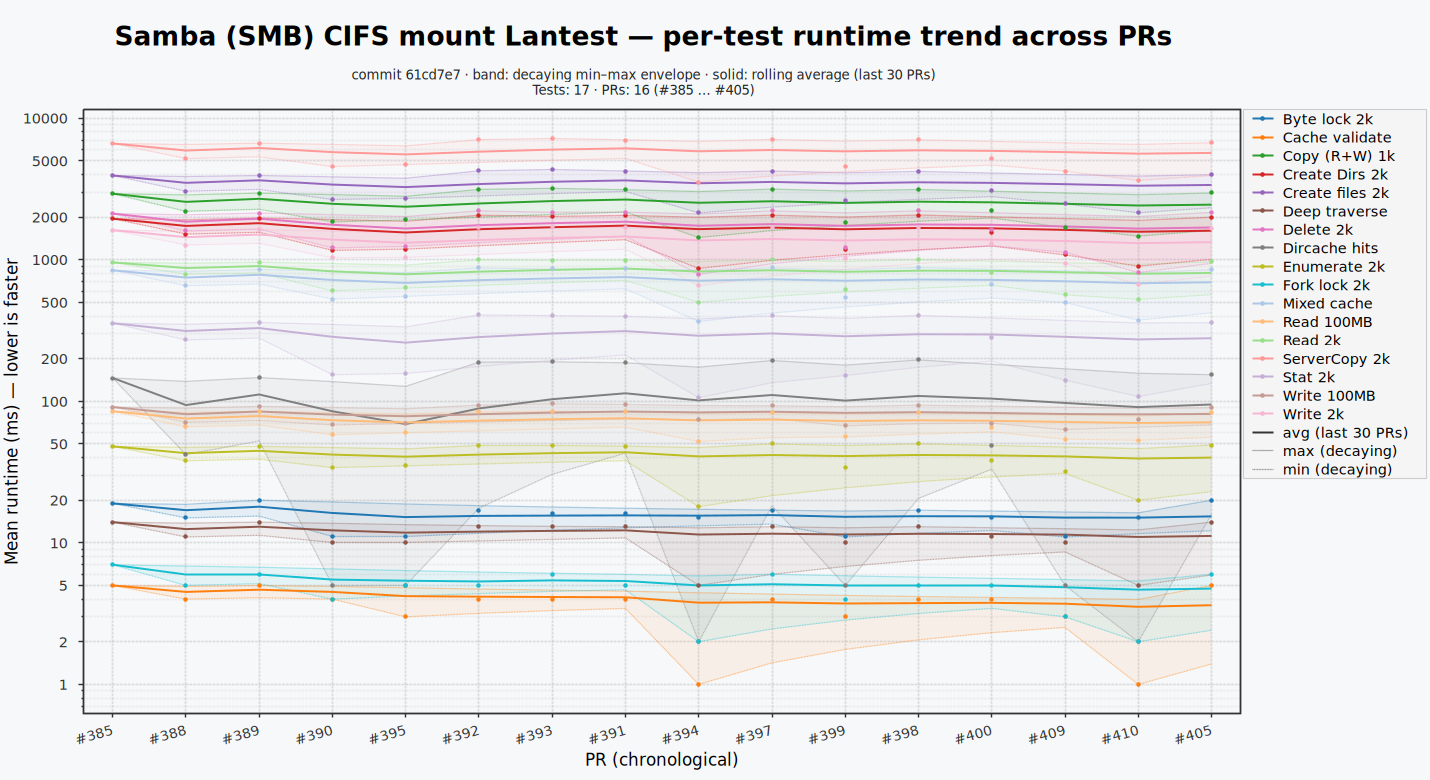 Samba (SMB) CIFS mount Lantest — per-test runtime trend across PRs
commit 61cd7e7 · band: decaying min–max envelope · solid: rolling average (last 30 PRs)
Tests: 17 · PRs: 16 (#385 … #405)
Mean runtime (ms) — lower is faster
10000
5000
2000
1000
500
200
100
50
20
10
5
2
1
#385
#388
#389
#390
#395
#392
#393
#391
#394
#397
#399
#398
#400
#409
#410
#405
PR (chronological)
Byte lock 2k
Cache validate
Copy (R+W) 1k
Create Dirs 2k
Create files 2k
Deep traverse
Delete 2k
Dircache hits
Enumerate 2k
Fork lock 2k
Mixed cache
Read 100MB
Read 2k
ServerCopy 2k
Stat 2k
Write 100MB
Write 2k
avg (last 30 PRs)
max (decaying)
min (decaying)